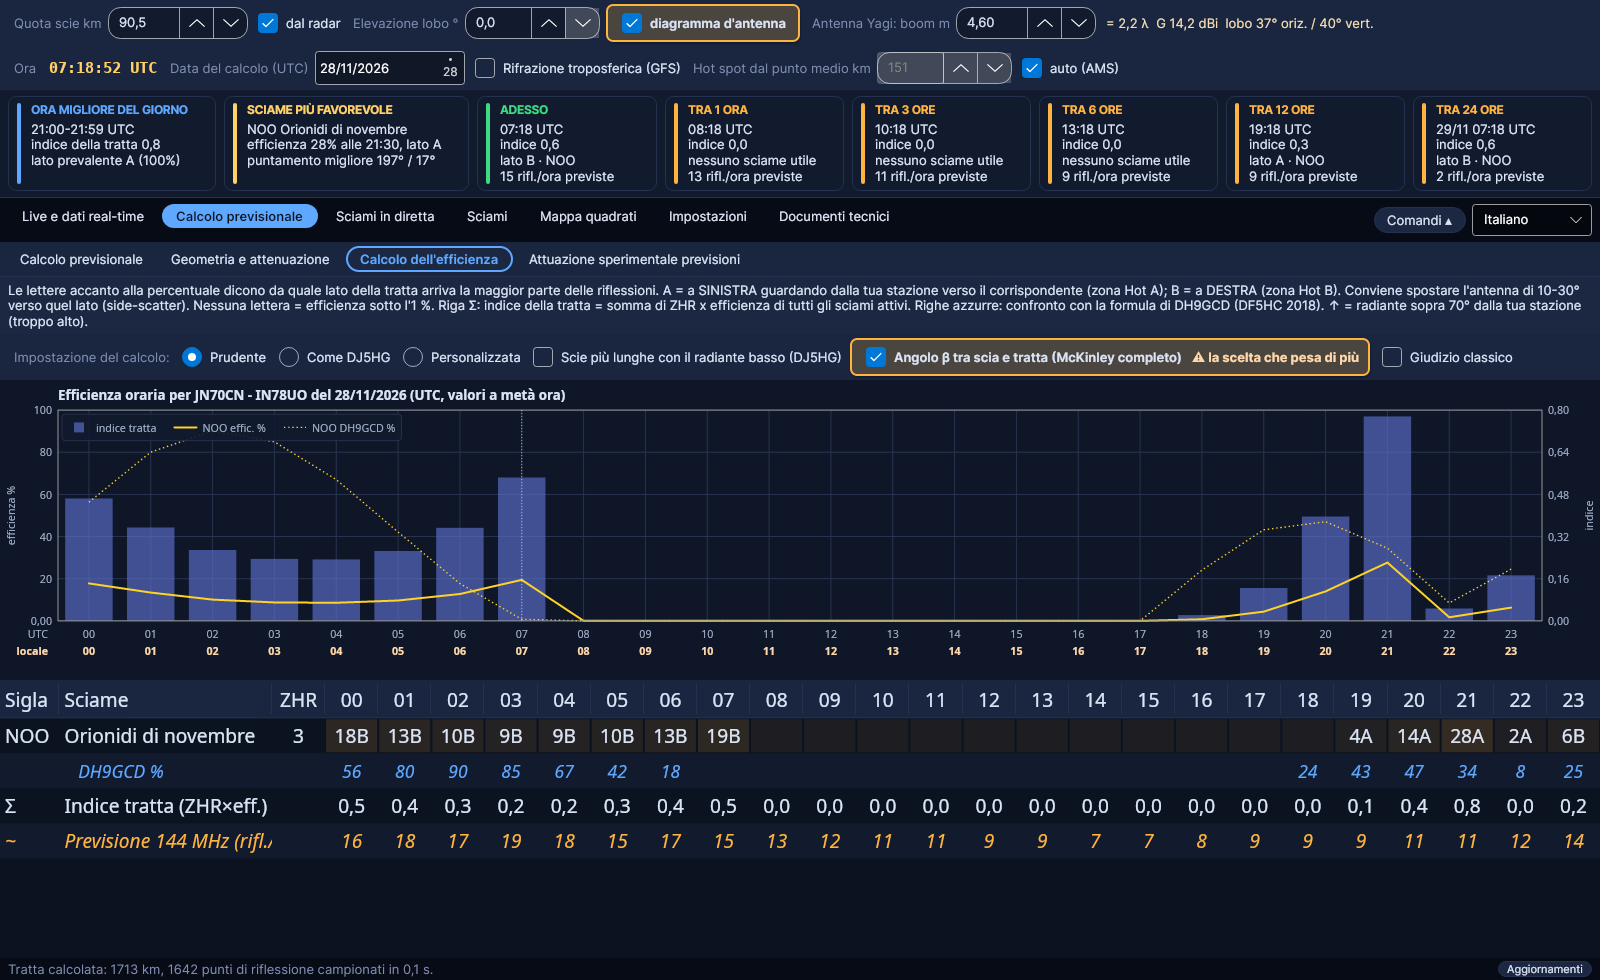 Quota scie km 90,5 dal radar Elevazione lobo ° 0,0 diagramma d'antenna Antenna Yagi: boom m 4,60 = 2,2 λ G 14,2 dBi lobo 37° oriz. / 40° vert.
Ora 07:18:52 UTC Data del calcolo (UTC) 28/11/2026 28 Rifrazione troposferica (GFS) Hot spot dal punto medio km 151 auto (AMS)
ORA MIGLIORE DEL GIORNO
21:00-21:59 UTC
indice della tratta 0,8
lato prevalente A (100%)
SCIAME PIÙ FAVOREVOLE
NOO Orionidi di novembre
efficienza 28% alle 21:30, lato A
puntamento migliore 197° / 17°
ADESSO
07:18 UTC
indice 0,6
lato B · NOO
15 rifl./ora previste
TRA 1 ORA
08:18 UTC
indice 0,0
nessuno sciame utile
13 rifl./ora previste
TRA 3 ORE
10:18 UTC
indice 0,0
nessuno sciame utile
11 rifl./ora previste
TRA 6 ORE
13:18 UTC
indice 0,0
nessuno sciame utile
9 rifl./ora previste
TRA 12 ORE
19:18 UTC
indice 0,3
lato A · NOO
9 rifl./ora previste
TRA 24 ORE
29/11 07:18 UTC
indice 0,6
lato B · NOO
2 rifl./ora previste
Live e dati real-time Calcolo previsionale Sciami in diretta Sciami Mappa quadrati Impostazioni Documenti tecnici Comandi ▴ Italiano
Calcolo previsionale Geometria e attenuazione Calcolo dell'efficienza Attuazione sperimentale previsioni
Le lettere accanto alla percentuale dicono da quale lato della tratta arriva la maggior parte delle riflessioni. A = a SINISTRA guardando dalla tua stazione verso il corrispondente (zona Hot A); B = a DESTRA (zona Hot B). Conviene spostare l'antenna di 10-30°
verso quel lato (side-scatter). Nessuna lettera = efficienza sotto l'1 %. Riga Σ: indice della tratta = somma di ZHR x efficienza di tutti gli sciami attivi. Righe azzurre: confronto con la formula di DH9GCD (DF5HC 2018). ↑ = radiante sopra 70° dalla tua stazione
(troppo alto).
Impostazione del calcolo: Prudente Come DJ5HG Personalizzata Scie più lunghe con il radiante basso (DJ5HG) Angolo β tra scia e tratta (McKinley completo) ⚠ la scelta che pesa di più Giudizio classico
Efficienza oraria per JN70CN - IN78UO del 28/11/2026 (UTC, valori a metà ora)
indice tratta NOO effic. % NOO DH9GCD %
efficienza %
100
80
60
40
20
0,00
indice
0,80
0,64
0,48
0,32
0,16
0,00
UTC 00 01 02 03 04 05 06 07 08 09 10 11 12 13 14 15 16 17 18 19 20 21 22 23
locale 00 01 02 03 04 05 06 07 08 09 10 11 12 13 14 15 16 17 18 19 20 21 22 23
Sigla Sciame ZHR 00 01 02 03 04 05 06 07 08 09 10 11 12 13 14 15 16 17 18 19 20 21 22 23
NOO Orionidi di novembre 3 18B 13B 10B 9B 9B 10B 13B 19B 4A 14A 28A 2A 6B
DH9GCD % 56 80 90 85 67 42 18 24 43 47 34 8 25
Σ Indice tratta (ZHR×eff.) 0,5 0,4 0,3 0,2 0,2 0,3 0,4 0,5 0,0 0,0 0,0 0,0 0,0 0,0 0,0 0,0 0,0 0,0 0,0 0,1 0,4 0,8 0,0 0,2
~ Previsione 144 MHz (rifl./ 16 18 17 19 18 15 17 15 13 12 11 11 9 9 7 7 8 9 9 9 11 11 12 14
Tratta calcolata: 1713 km, 1642 punti di riflessione campionati in 0,1 s. Aggiornamenti